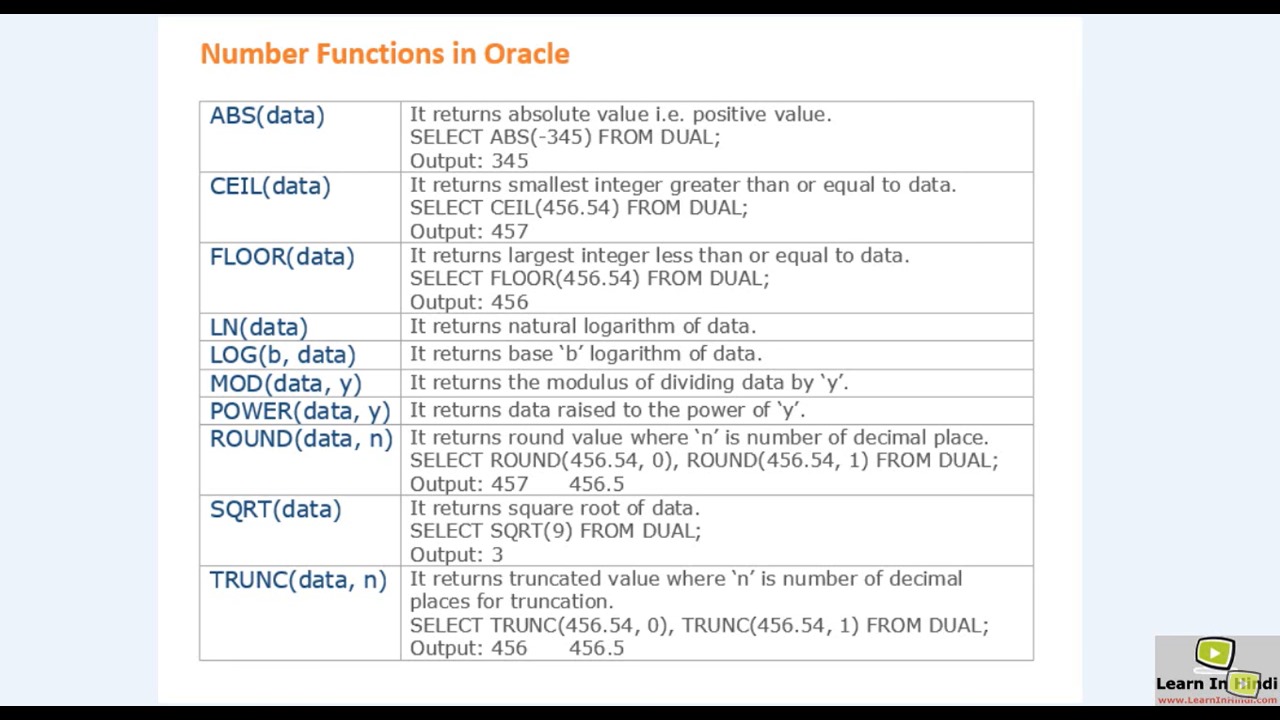 Number Functions in Oracle
ABS(data)
It returns absolute value i.e. positive value.
SELECT ABS(-345) FROM DUAL;
Output: 345
CEIL(data)
It returns smallest integer greater than or equal to data.
SELECT CEIL(456.54) FROM DUAL;
Output: 457
FLOOR(data)
It returns largest integer less than or equal to data.
SELECT FLOOR(456.54) FROM DUAL;
Output: 456
LN(data)
It returns natural logarithm of data.
LOG(b, data)
It returns base ‘b’ logarithm of data.
MOD(data, y)
It returns the modulus of dividing data by ‘y’.
POWER(data, y)
It returns data raised to the power of ‘y’.
ROUND(data, n)
It returns round value where ‘n’ is number of decimal place.
SELECT ROUND(456.54, 0), ROUND(456.54, 1) FROM DUAL;
Output: 457 456.5
SQRT(data)
It returns square root of data.
SELECT SQRT(9) FROM DUAL;
Output: 3
TRUNC(data, n)
It returns truncated value where ‘n’ is number of decimal
places for truncation.
SELECT TRUNC(456.54, 0), TRUNC(456.54, 1) FROM DUAL;
Output: 456 456.5
Learn In Hindi
www.LearnInHindi.com